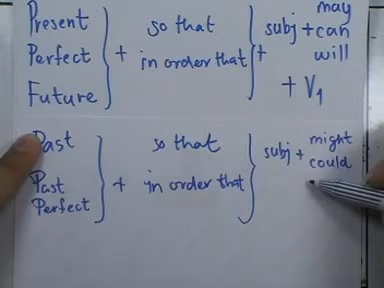 Present
Perfect
Future
+
so that
in order that
+
subj +
may
can
will
+ V1
Past
Past
Perfect
+
so that
in order that
subj +
might
could